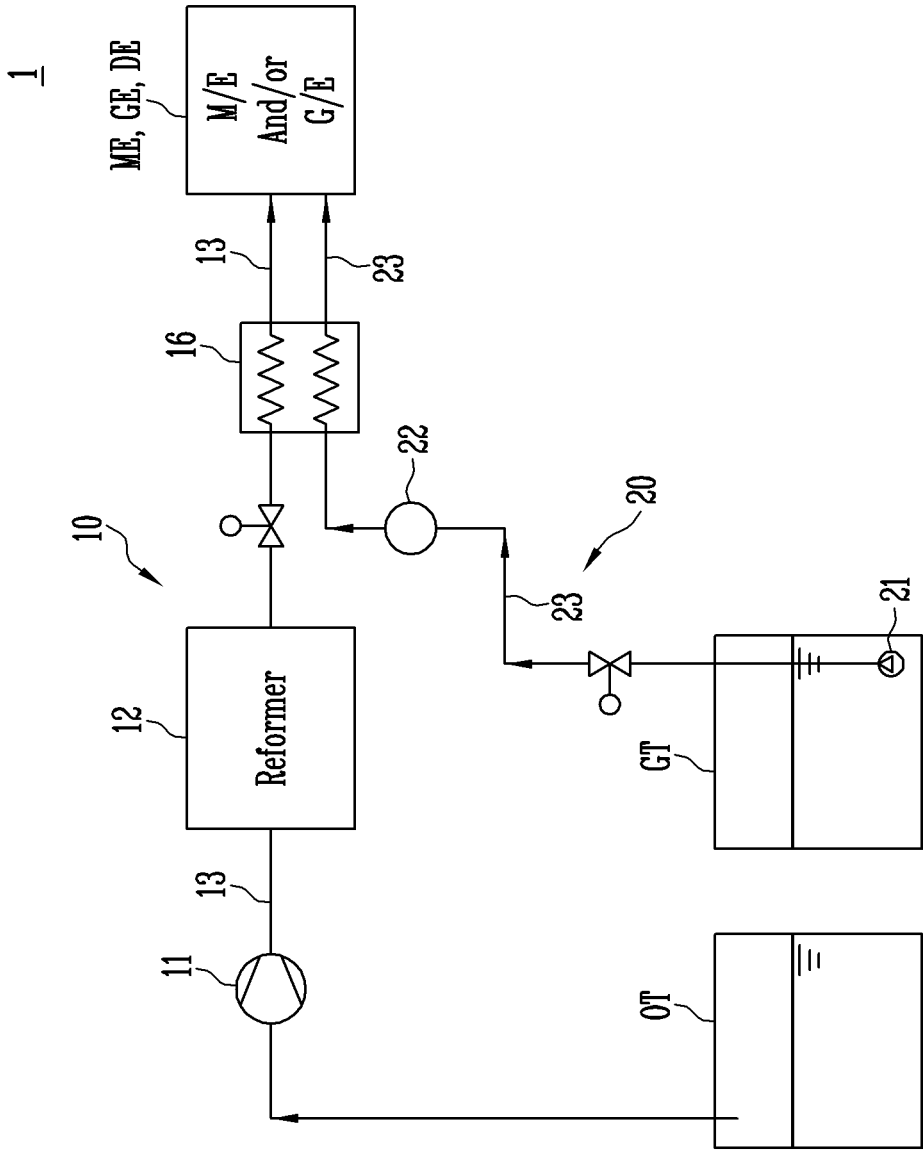 1
ME, GE, DE
M/E
And/or
G/E
13
23
16
22
10
20
23
12
Reformer
21
GT
13
11
OT